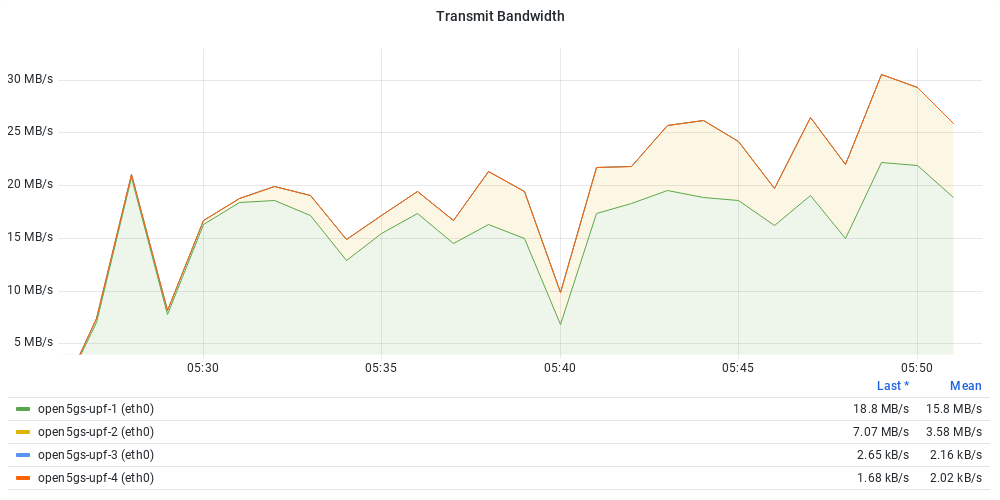 Transmit Bandwidth
30 MB/s
25 MB/s
20 MB/s
15 MB/s
10 MB/s
5 MB/s
05:30 05:35 05:40 05:45 05:50
Last * Mean
open5gs-upf-1 (eth0) 18.8 MB/s 15.8 MB/s
open5gs-upf-2 (eth0) 7.07 MB/s 3.58 MB/s
open5gs-upf-3 (eth0) 2.65 kB/s 2.16 kB/s
open5gs-upf-4 (eth0) 1.68 kB/s 2.02 kB/s